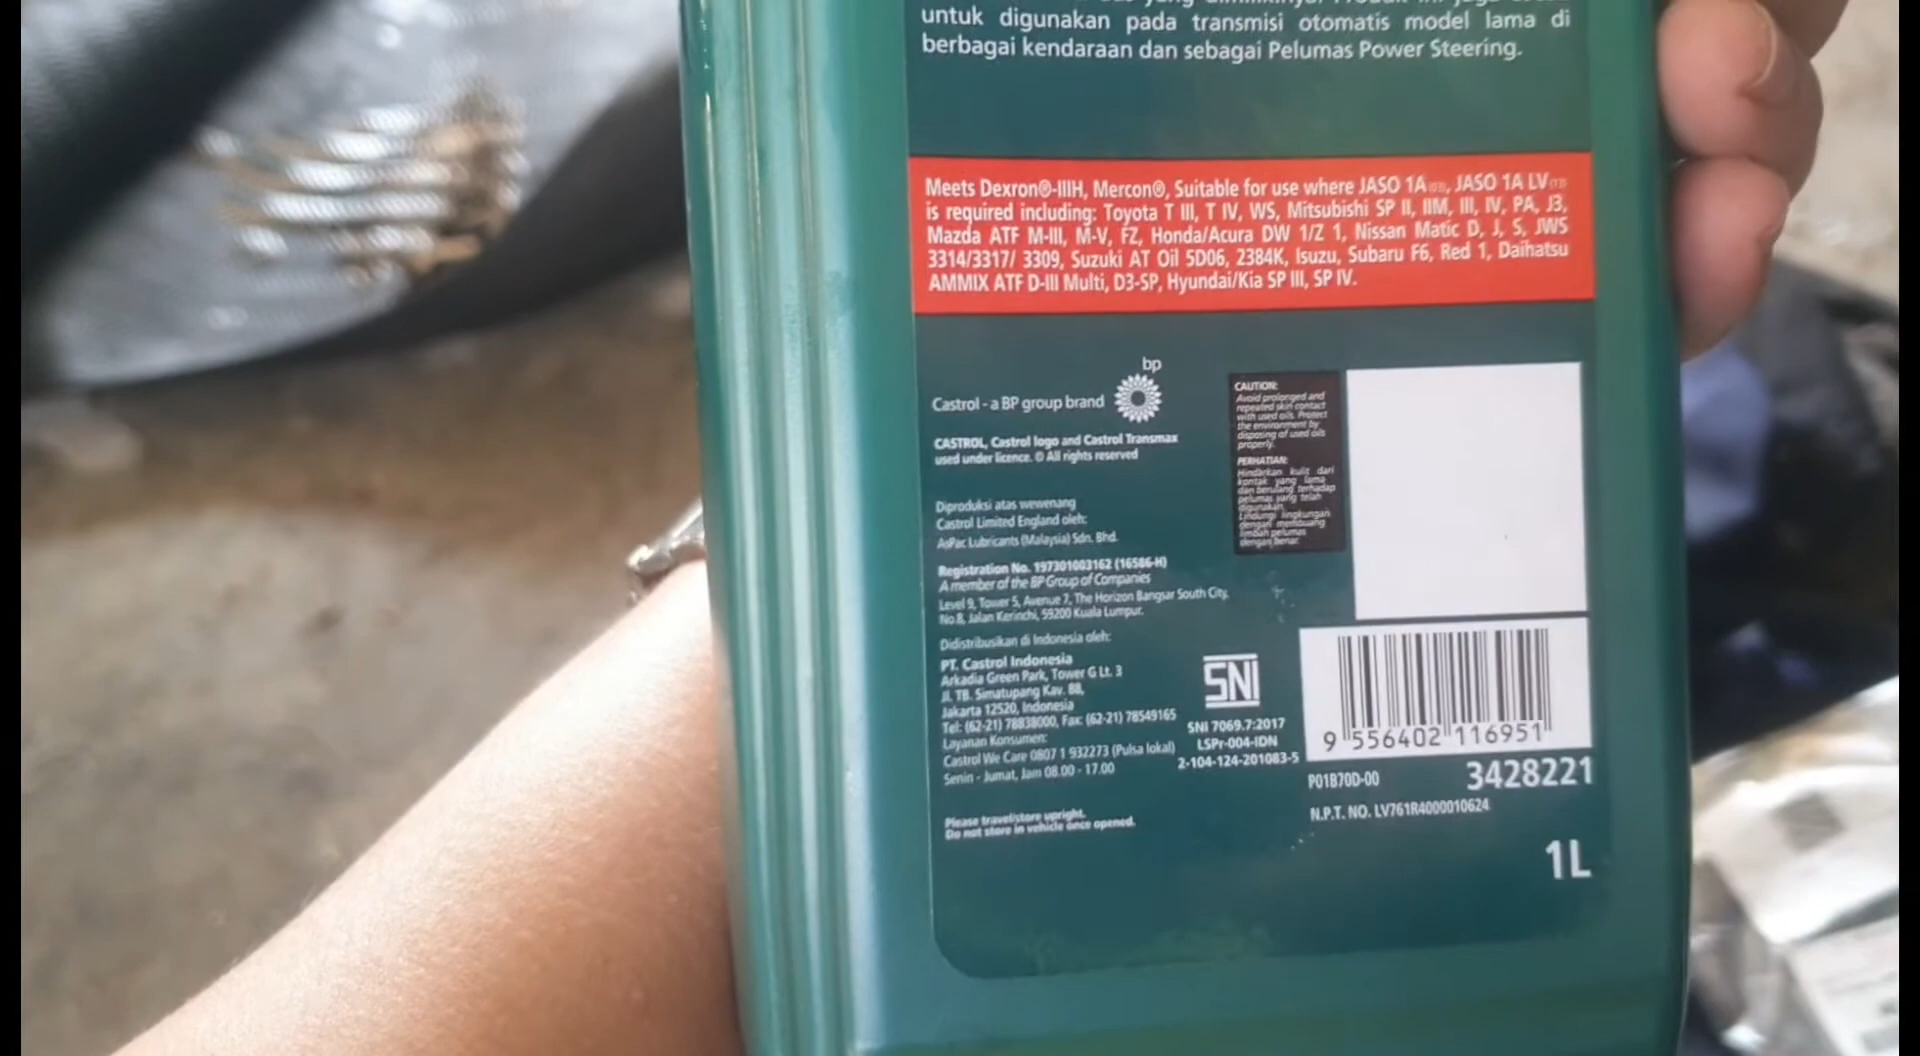 untuk digunakan pada transmisi otomatis model lama di
berbagai kendaraan dan sebagai Pelumas Power Steering.
Meets Dexron®-IIIH, Mercon®, Suitable for use where JASO 1A, JASO 1A LV
is required including: Toyota T III, T IV, WS, Mitsubishi SP II, IIM, III, IV, PA, J3,
Mazda ATF M-III, M-V, FZ, Honda/Acura DW 1/Z 1, Nissan Matic D, J, S, JWS
3314/3317/ 3309, Suzuki AT Oil 5D06, 2384K, Isuzu, Subaru F6, Red 1, Daihatsu
AMMIX ATF D-III Multi, D3-SP, Hyundai/Kia SP III, SP IV.
bp
Castrol - a BP group brand
CASTROL, Castrol logo and Castrol Transmax
used under licence. © All rights reserved
CAUTION:
Avoid prolonged and
repeated skin contact
with used oils. Protect
the environment by
disposing of used oils
properly.
PERHATIAN:
Hindarkan kulit dari
kontak yang lama
dan berulang terhadap
pelumas yang telah
digunakan.
Lindungi lingkungan
dengan membuang
limbah pelumas
dengan benar.
Diproduksi atas wewenang
Castrol Limited England oleh:
AsPac Lubricants (Malaysia) Sdn. Bhd.
Registration No. 197301003162 (16586-H)
A member of the BP Group of Companies
Level 9, Tower 5, Avenue 7, The Horizon Bangsar South City,
No.8, Jalan Kerinchi, 59200 Kuala Lumpur.
Didistribusikan di Indonesia oleh:
PT. Castrol Indonesia
Arkadia Green Park, Tower G Lt. 3
Jl. TB. Simatupang Kav. 88,
Jakarta 12520, Indonesia
Tel: (62-21) 78838000, Fax: (62-21) 78549165
Layanan Konsumen:
Castrol We Care 0807 1 932273 (Pulsa lokal)
Senin - Jumat, Jam 08.00 - 17.00
SNI
SNI 7069.7:2017
LSPr-004-IDN
2-104-124-201083-5
9 556402 116951
P01B70D-00
3428221
N.P.T. NO. LV761R4000010624
Please travel/store upright.
Do not store in vehicle once opened.
1L